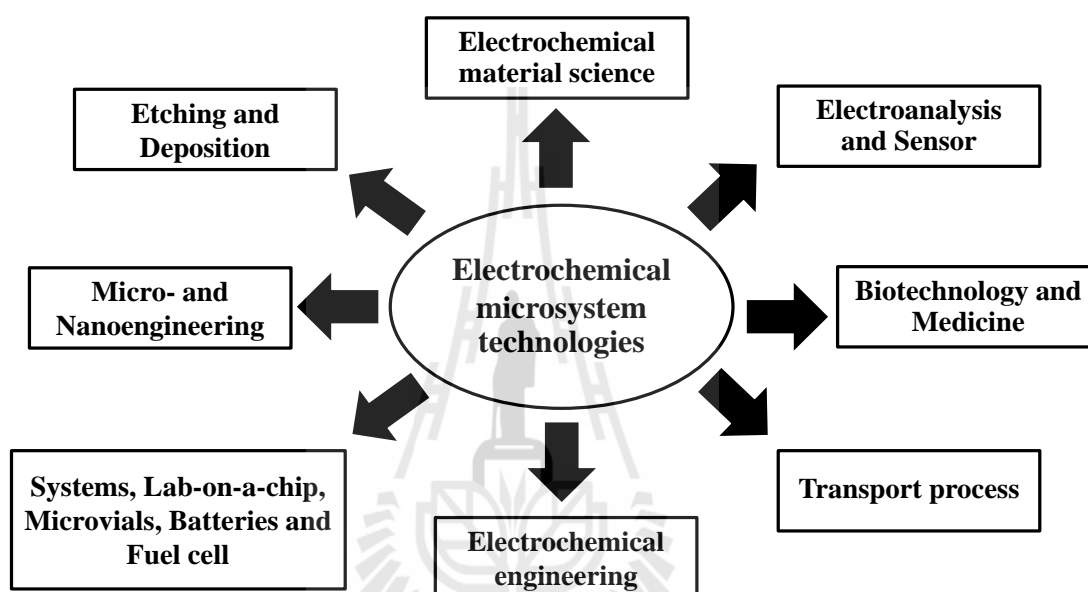 Electrochemical
material science
Etching and
Deposition
Electroanalysis
and Sensor
Micro- and
Nanoengineering
Electrochemical
microsystem
technologies
Biotechnology and
Medicine
Systems, Lab-on-a-chip,
Microvials, Batteries and
Fuel cell
Electrochemical
engineering
Transport process